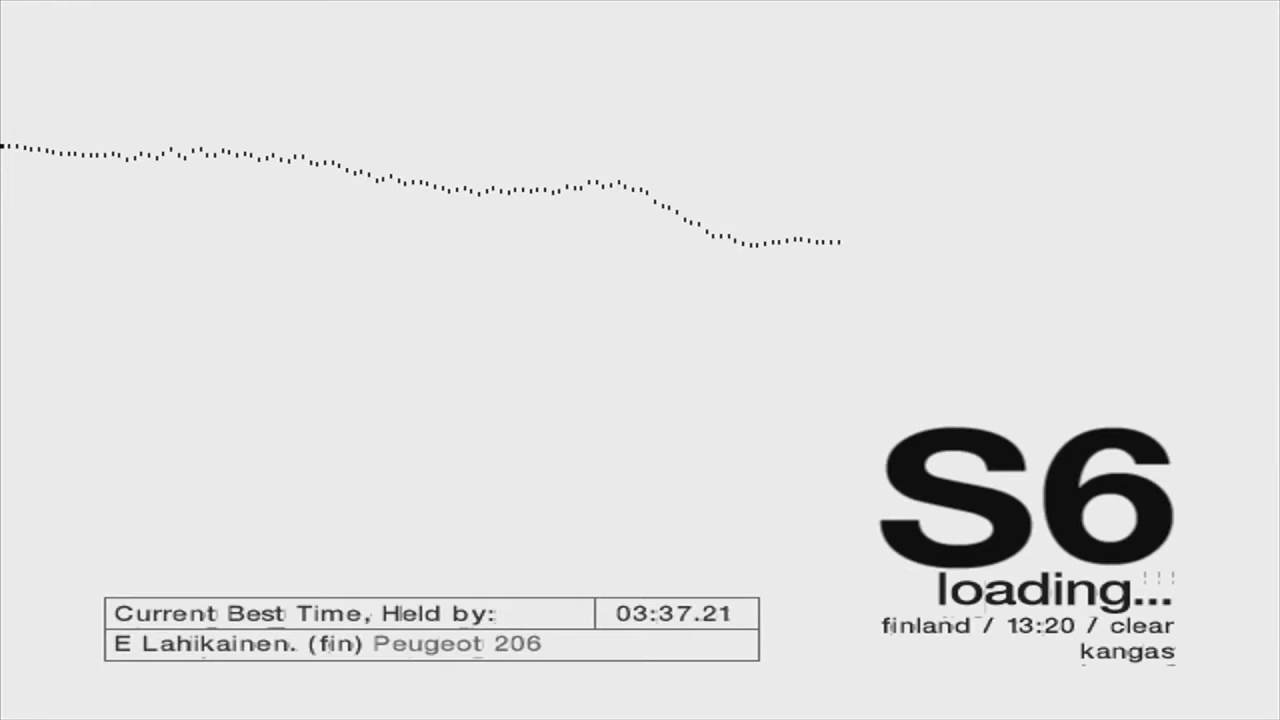 S6
loading...
finland / 13:20 / clear
kangas
Current Best Time, Held by: 03:37.21
E Lahikainen. (fin) Peugeot 206